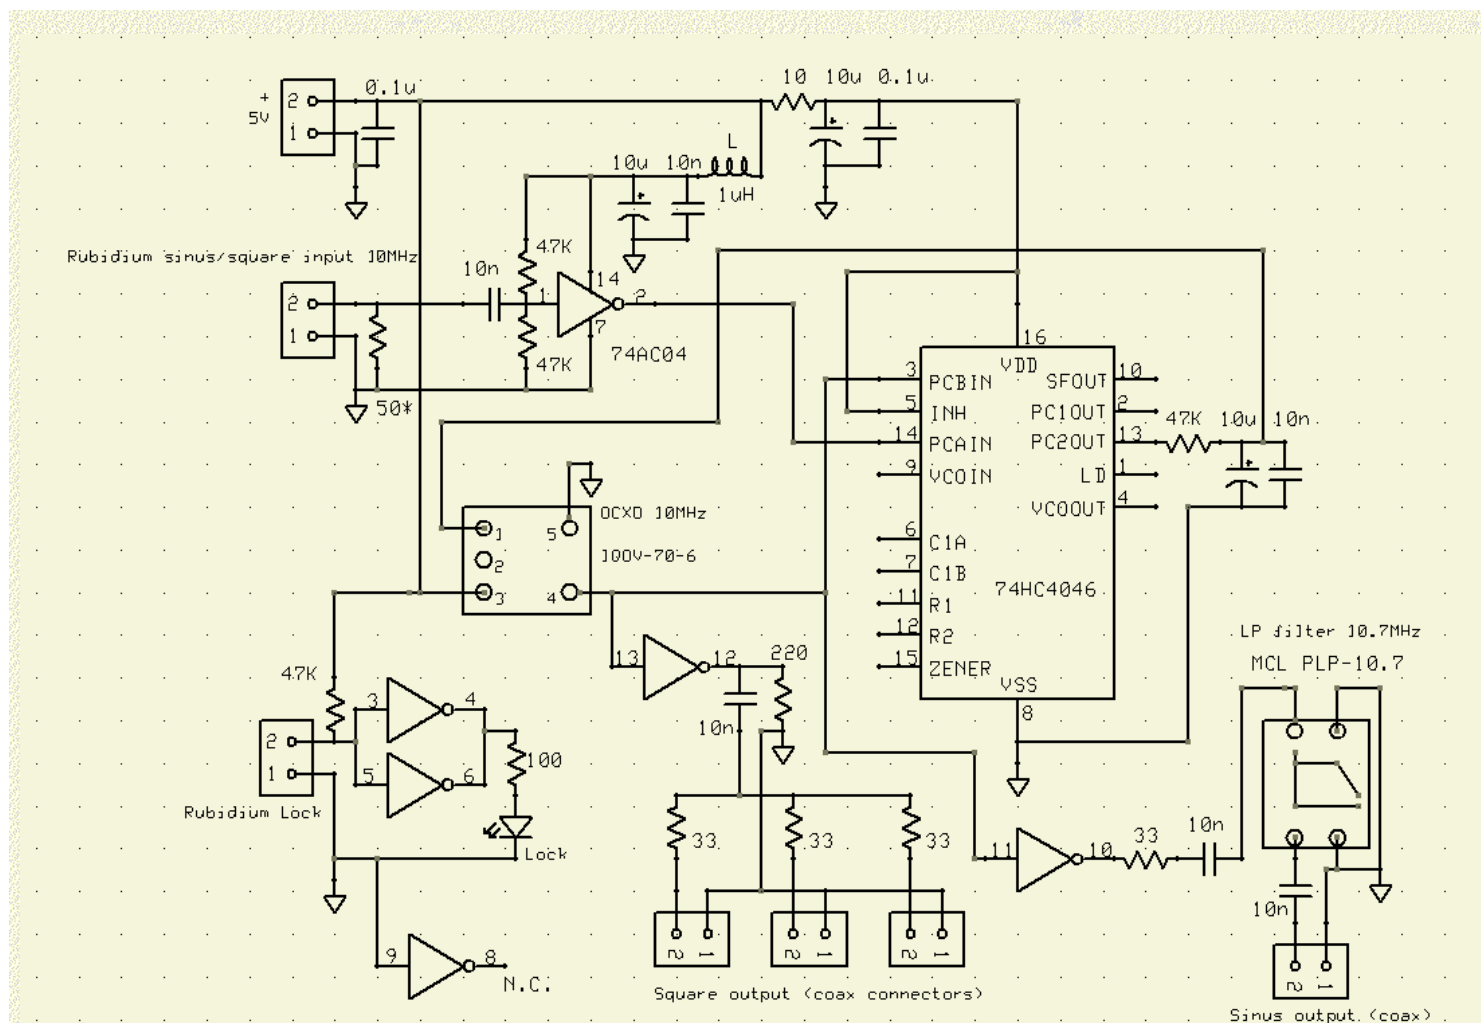 10 10u 0.1u
0.1u
+
5V
2
1
L
10u 10n
1uH
47K
Rubidium sinus/square input 10MHz
10n
14
2
1
1
2
7
47K
74AC04
50*
16
VDD
3 PCBIN
SFOUT 10
5 INH
PC1OUT 2
47K 10u 10n
14 PCAIN
PC2OUT 13
9 VCOIN
LD 1
VCOOUT 4
6 C1A
7 C1B
74HC4046
11 R1
12 R2
15 ZENER
VSS
8
OCXO 10MHz
100V-70-6
1
5
2
3
4
LP filter 10.7MHz
MCL PLP-10.7
13
12
220
10n
47K
3
4
2
1
5
6
100
Rubidium Lock
Lock
33
33
33
11
10
33
10n
10n
9
8
N.C.
2 1
2 1
2 1
2 1
Square output (coax connectors)
Sinus output (coax)